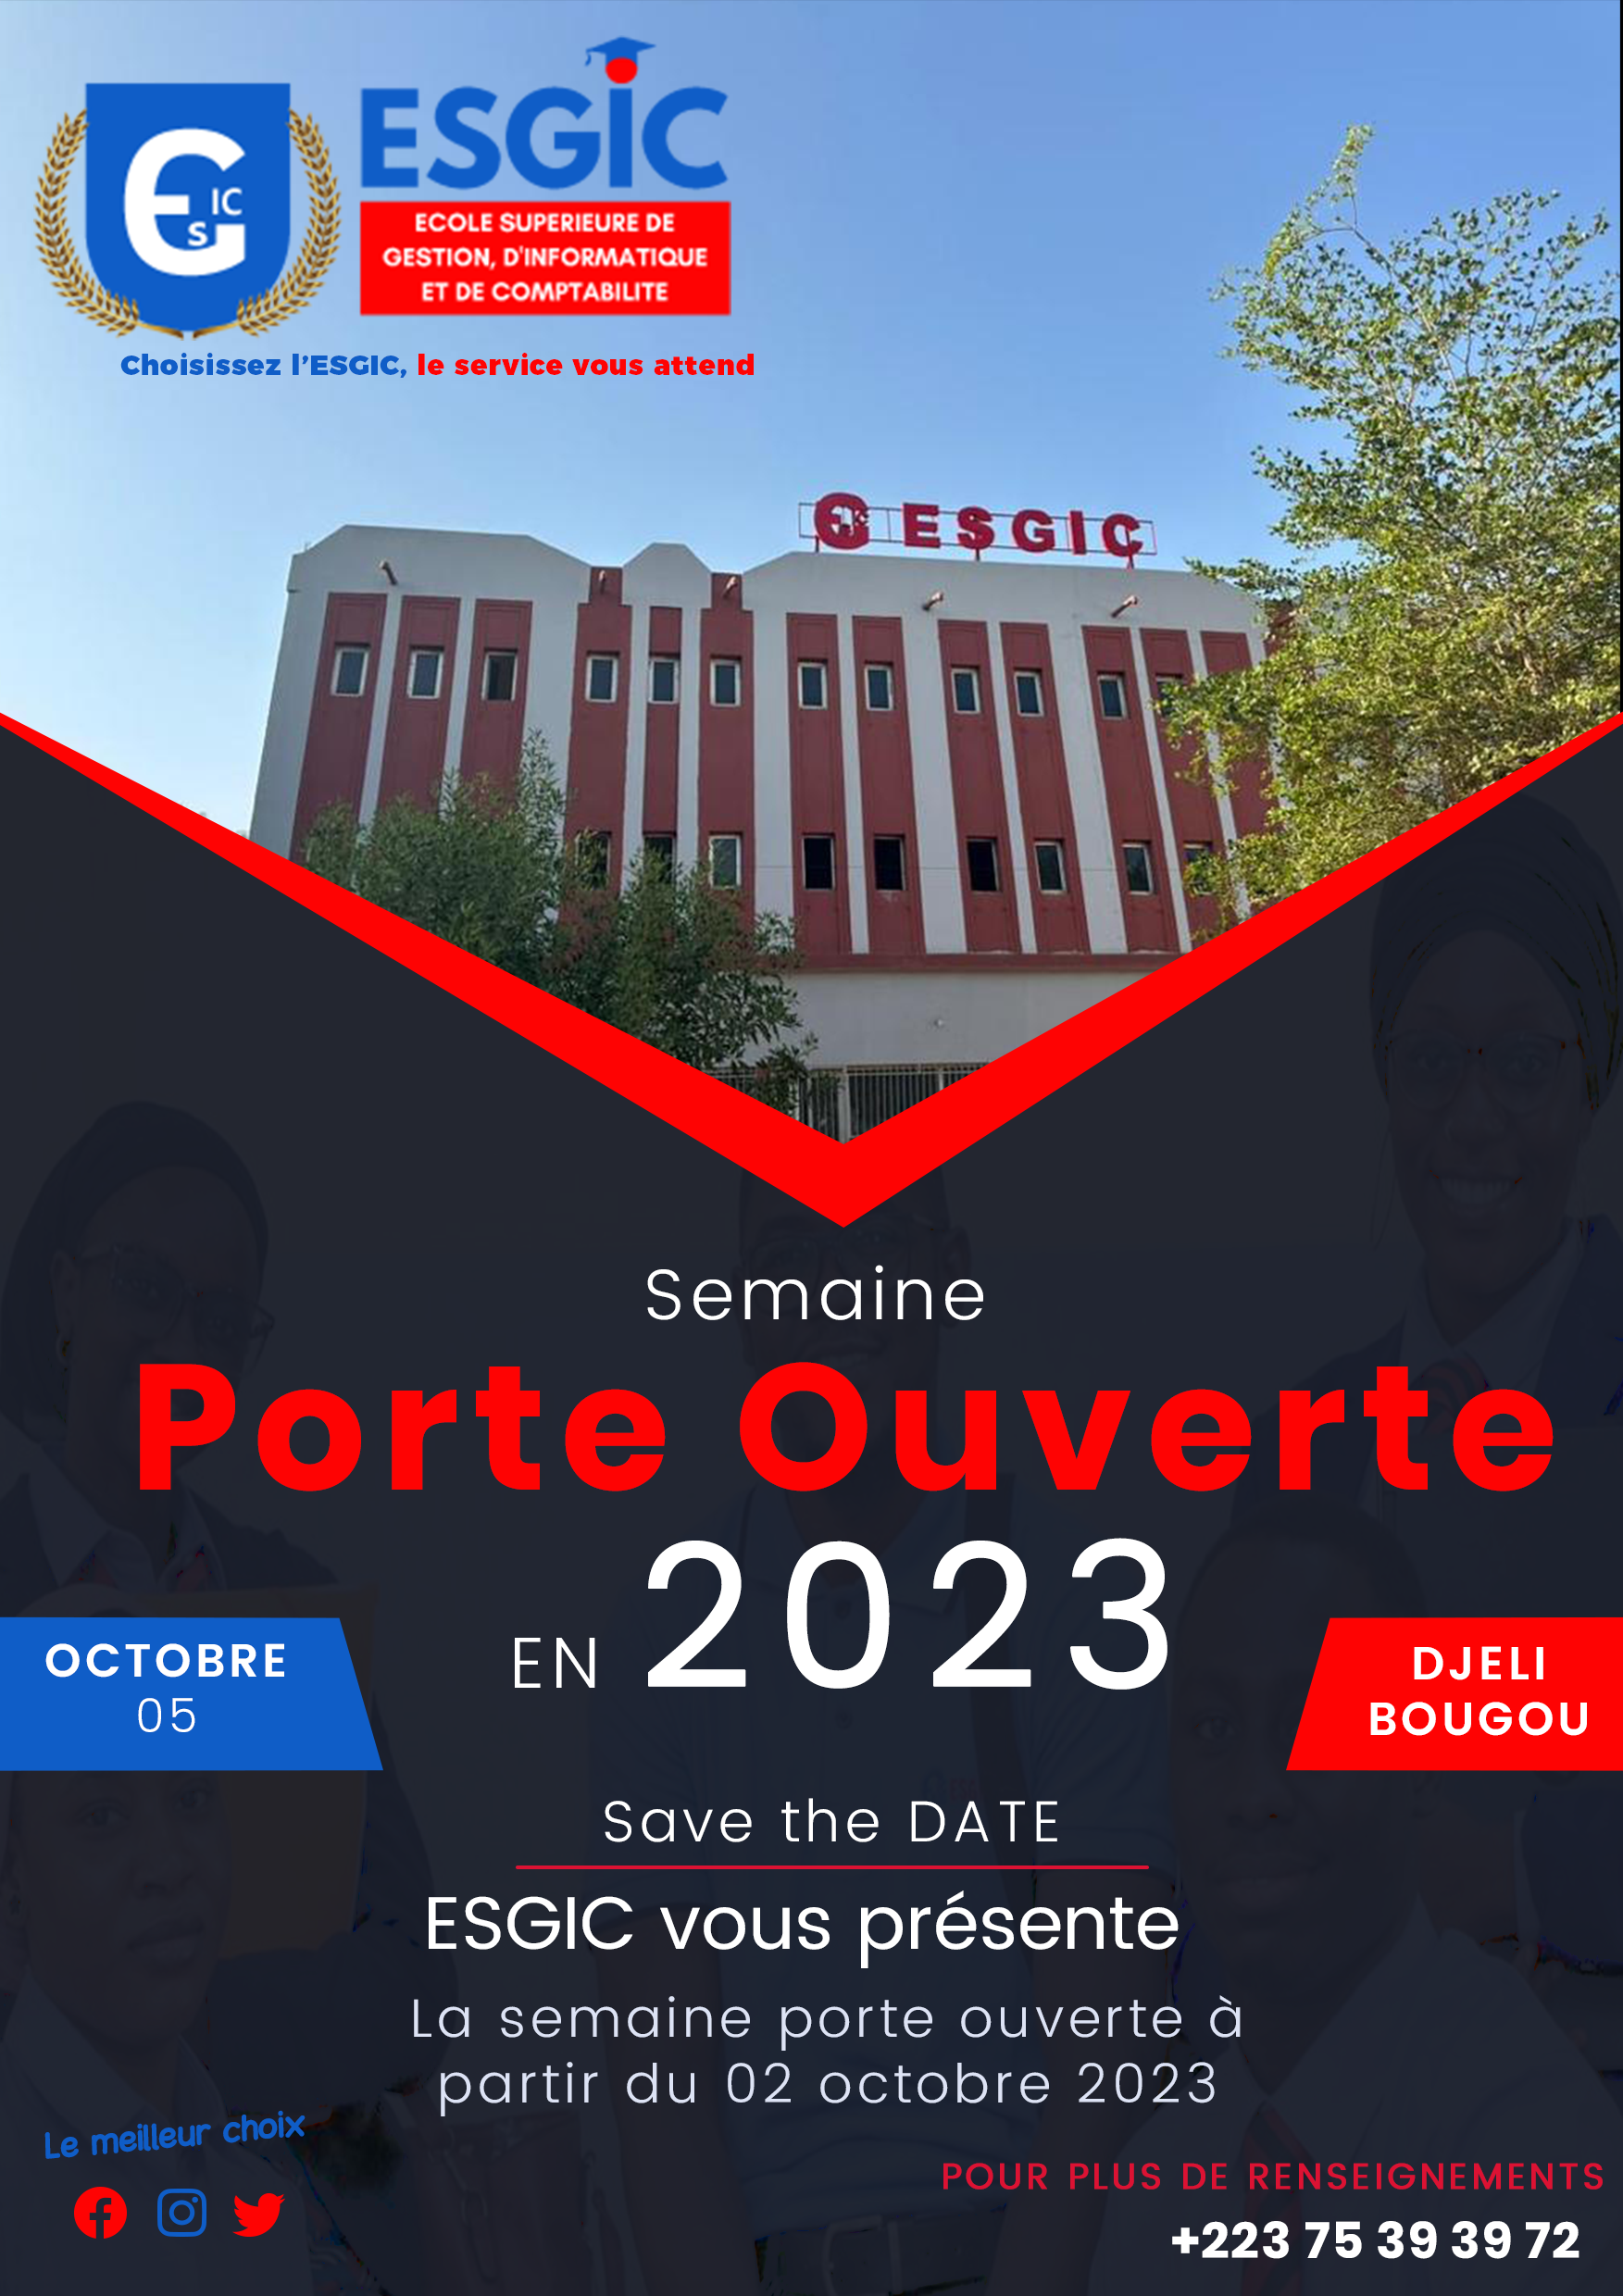 ESGIC
E S G IC
ECOLE SUPERIEURE DE
GESTION, D'INFORMATIQUE
ET DE COMPTABILITE
Choisissez l'ESGIC, le service vous attend
ESGIC
Semaine
Porte Ouverte
EN 2023
OCTOBRE
05
DJELI
BOUGOU
Save the DATE
ESGIC vous présente
La semaine porte ouverte à
partir du 02 octobre 2023
Le meilleur choix
POUR PLUS DE RENSEIGNEMENTS
+223 75 39 39 72